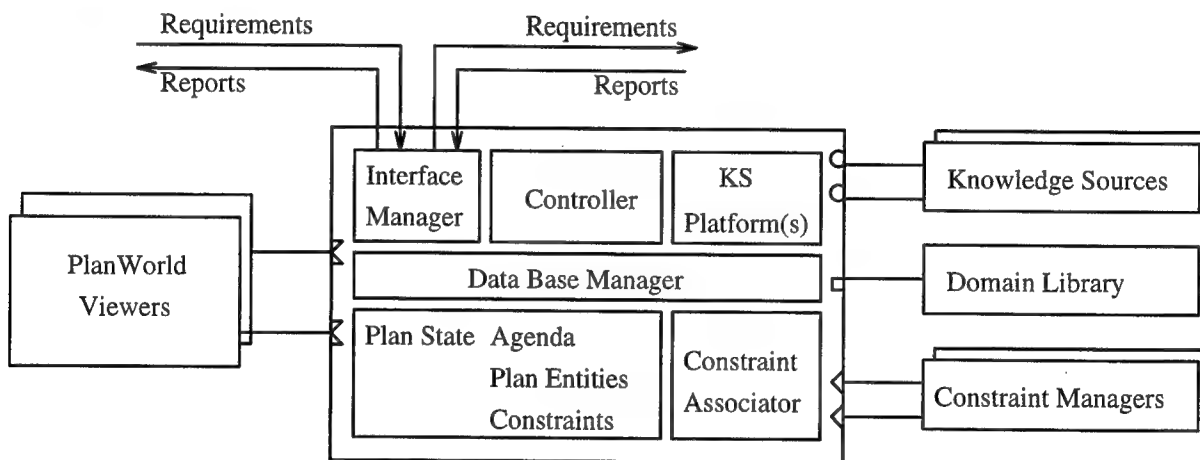 Requirements
Requirements
Reports
Reports
Interface
Manager
Controller
KS
Platform(s)
Knowledge Sources
PlanWorld
Viewers
Data Base Manager
Domain Library
Plan State Agenda
Plan Entities
Constraints
Constraint
Associator
Constraint Managers